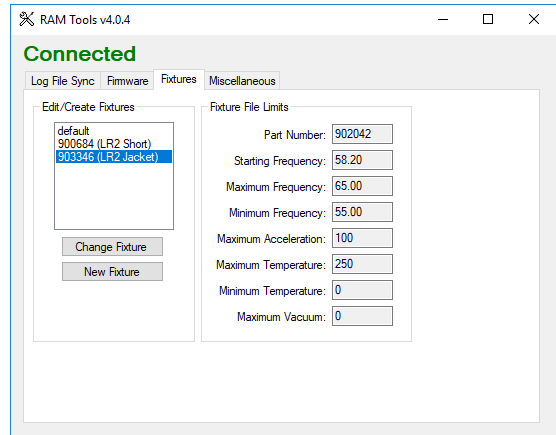 RAM Tools v4.0.4
Connected
Log File Sync Firmware Fixtures Miscellaneous
Edit/Create Fixtures
default
900684 (LR2 Short)
903346 (LR2 Jacket)
Change Fixture
New Fixture
Fixture File Limits
Part Number: 902042
Starting Frequency: 58.20
Maximum Frequency: 65.00
Minimum Frequency: 55.00
Maximum Acceleration: 100
Maximum Temperature: 250
Minimum Temperature: 0
Maximum Vacuum: 0